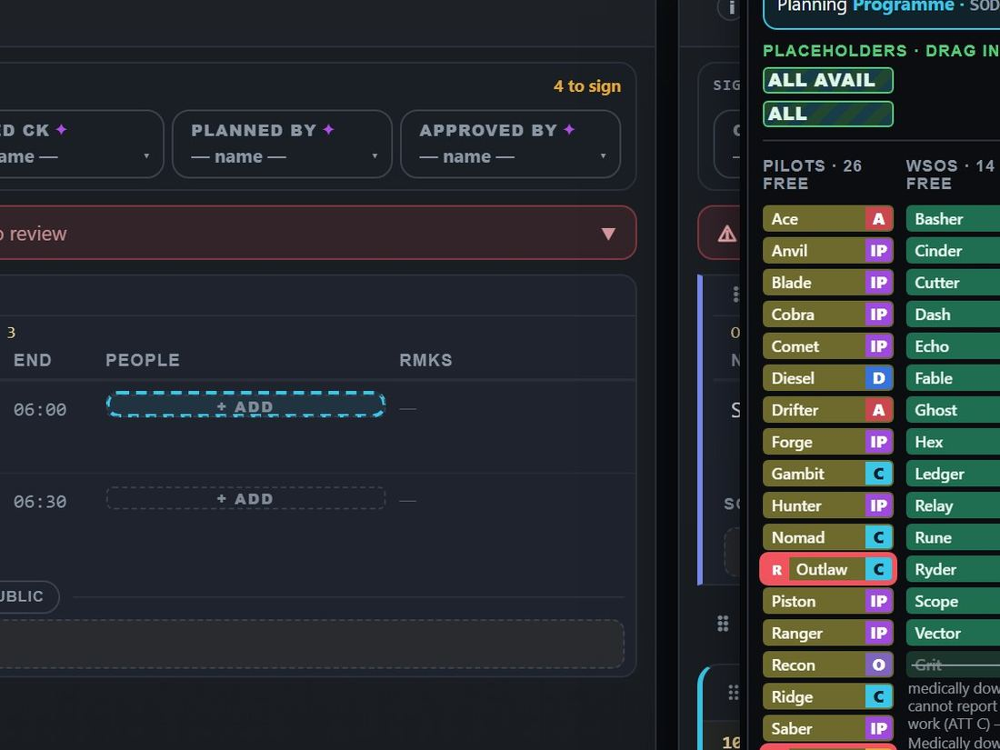 Planning Programme · SOD
PLACEHOLDERS · DRAG IN
ALL AVAIL
ALL
4 to sign
ED CK ✦
PLANNED BY ✦
APPROVED BY ✦
ame —
— name —
— name —
SIG
o review
3
END
PEOPLE
RMKS
06:00
+ ADD
—
06:30
+ ADD
—
UBLIC
10
PILOTS · 26 FREE
Ace A
Anvil IP
Blade IP
Cobra IP
Comet IP
Diesel D
Drifter A
Forge IP
Gambit C
Hunter IP
Nomad C
R Outlaw C
Piston IP
Ranger IP
Recon O
Ridge C
Saber IP
WSOS · 14 FREE
Basher
Cinder
Cutter
Dash
Echo
Fable
Ghost
Hex
Ledger
Relay
Rune
Ryder
Scope
Vector
Grit
medically dow
cannot report
work (ATT C) –
Medically dow